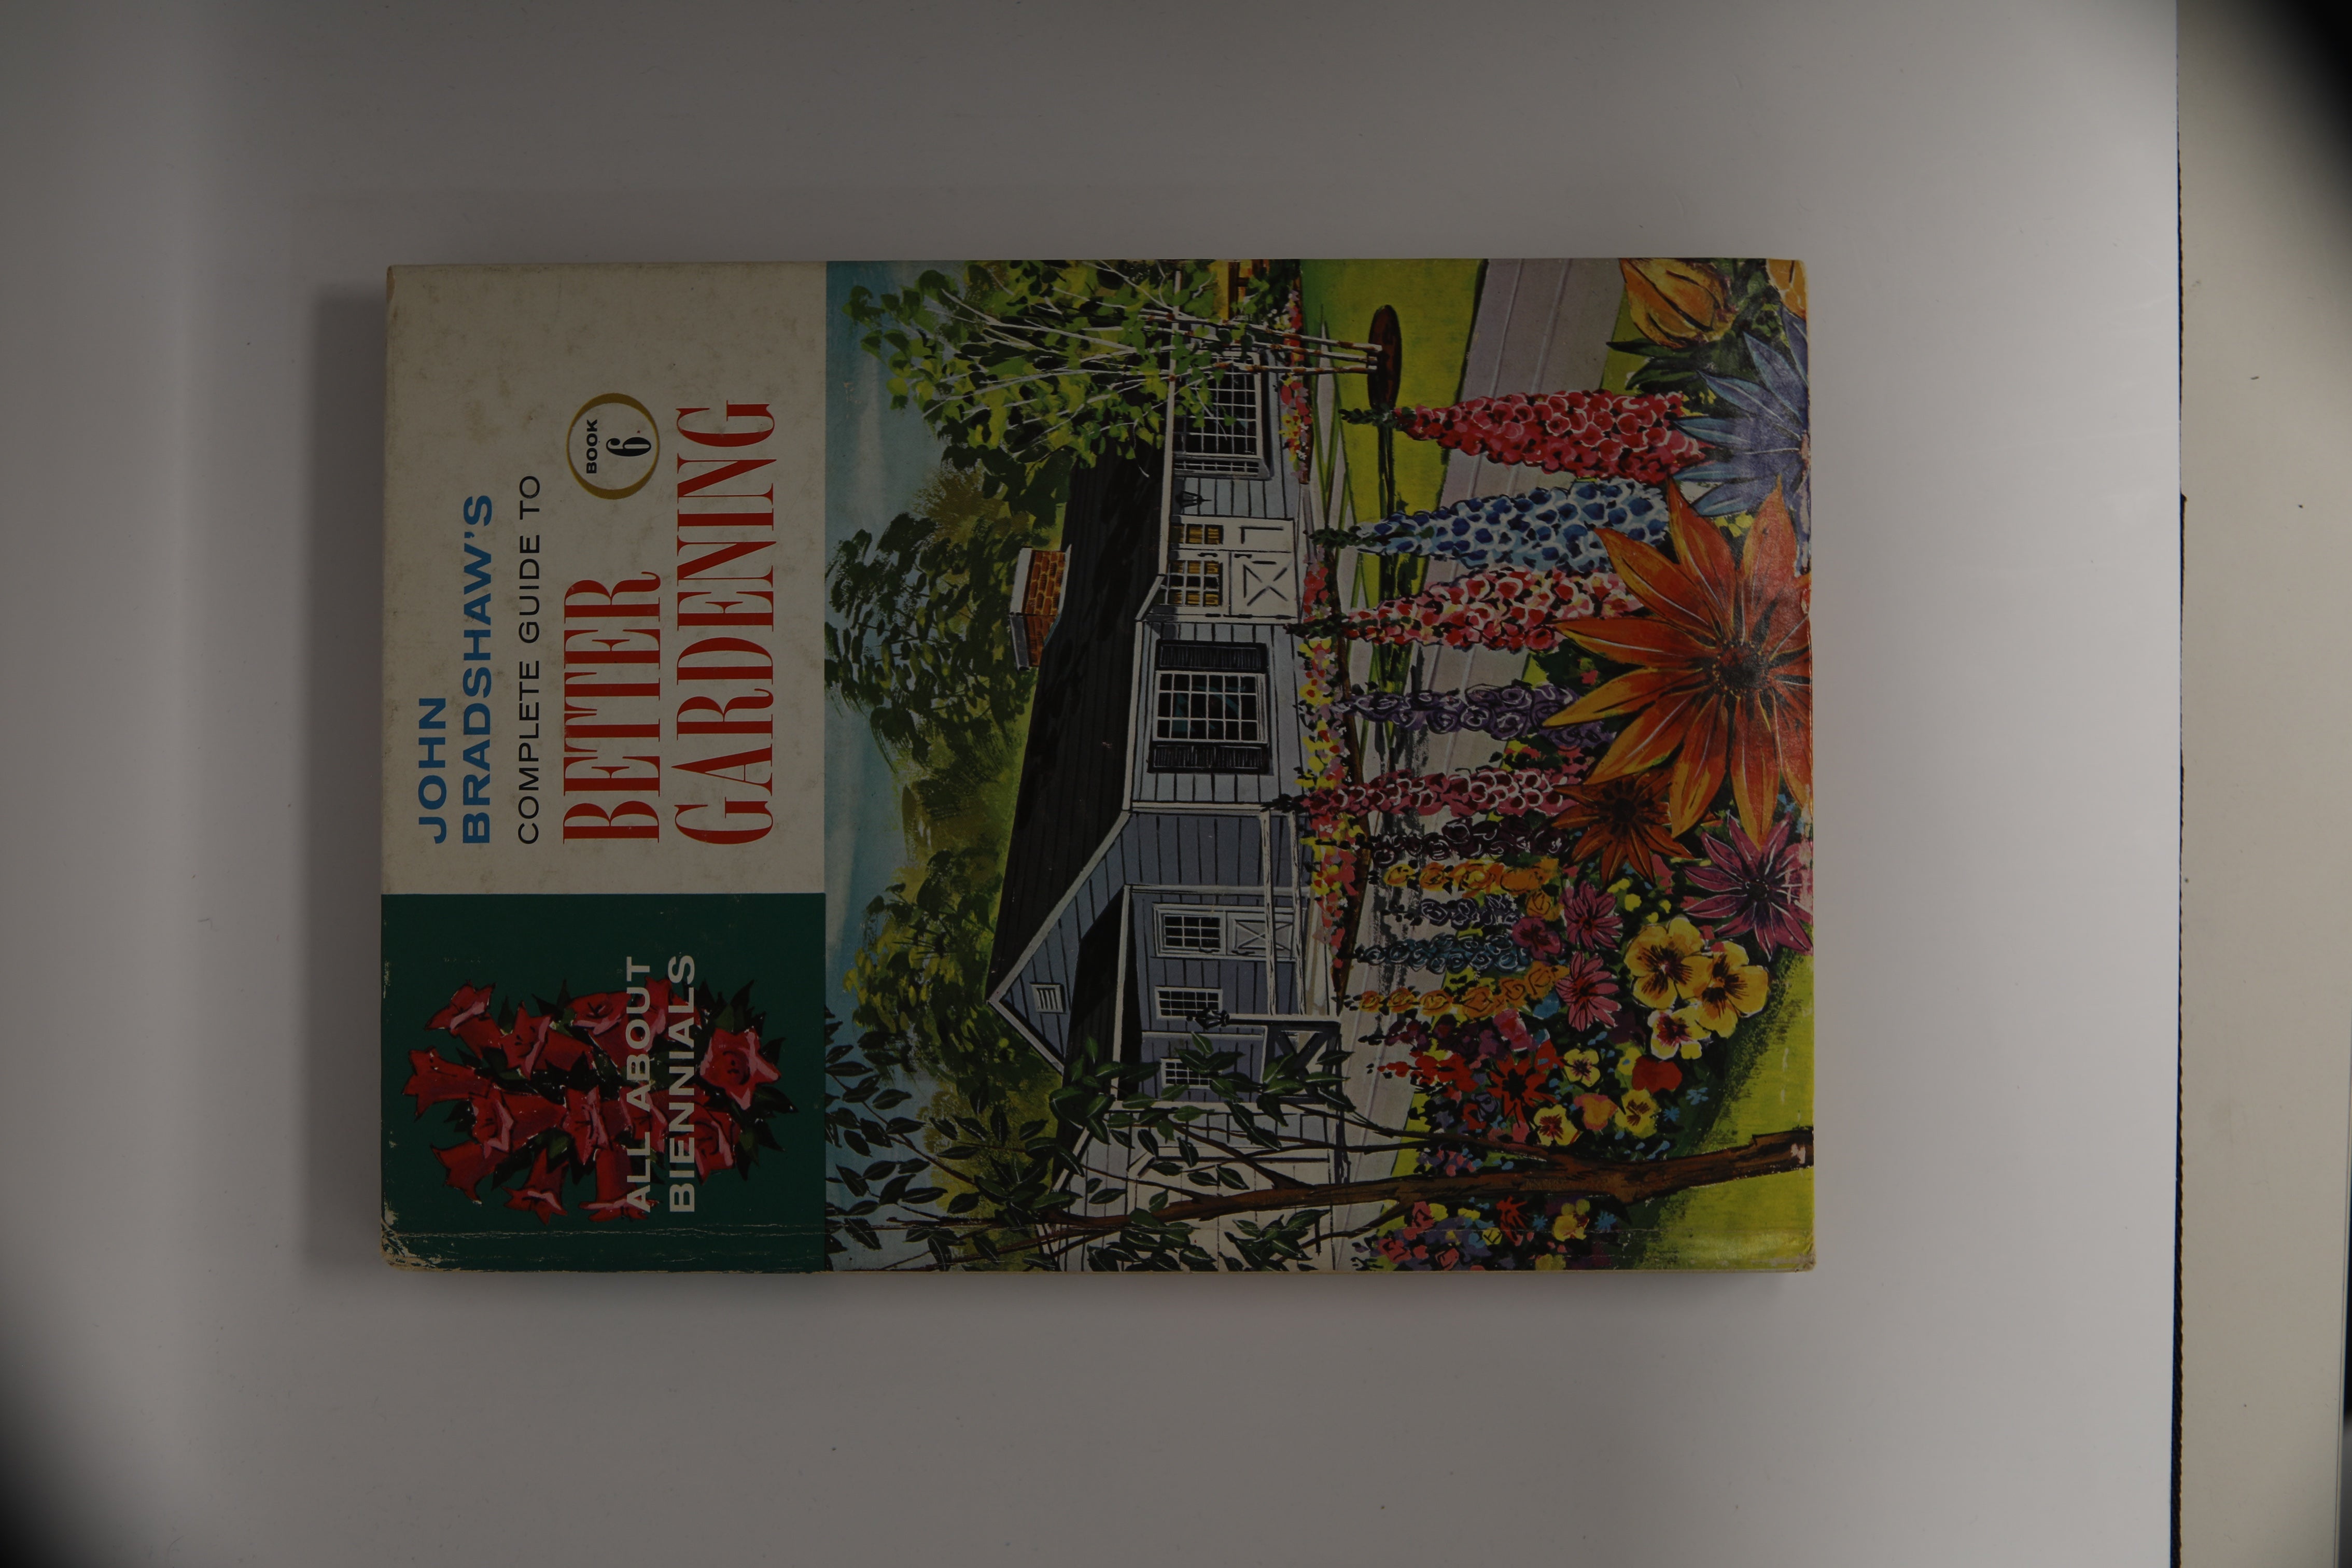 JOHN
BRADSHAW'S
COMPLETE GUIDE TO
BETTER
GARDENING
BOOK
6
ALL ABOUT
BIENNIALS